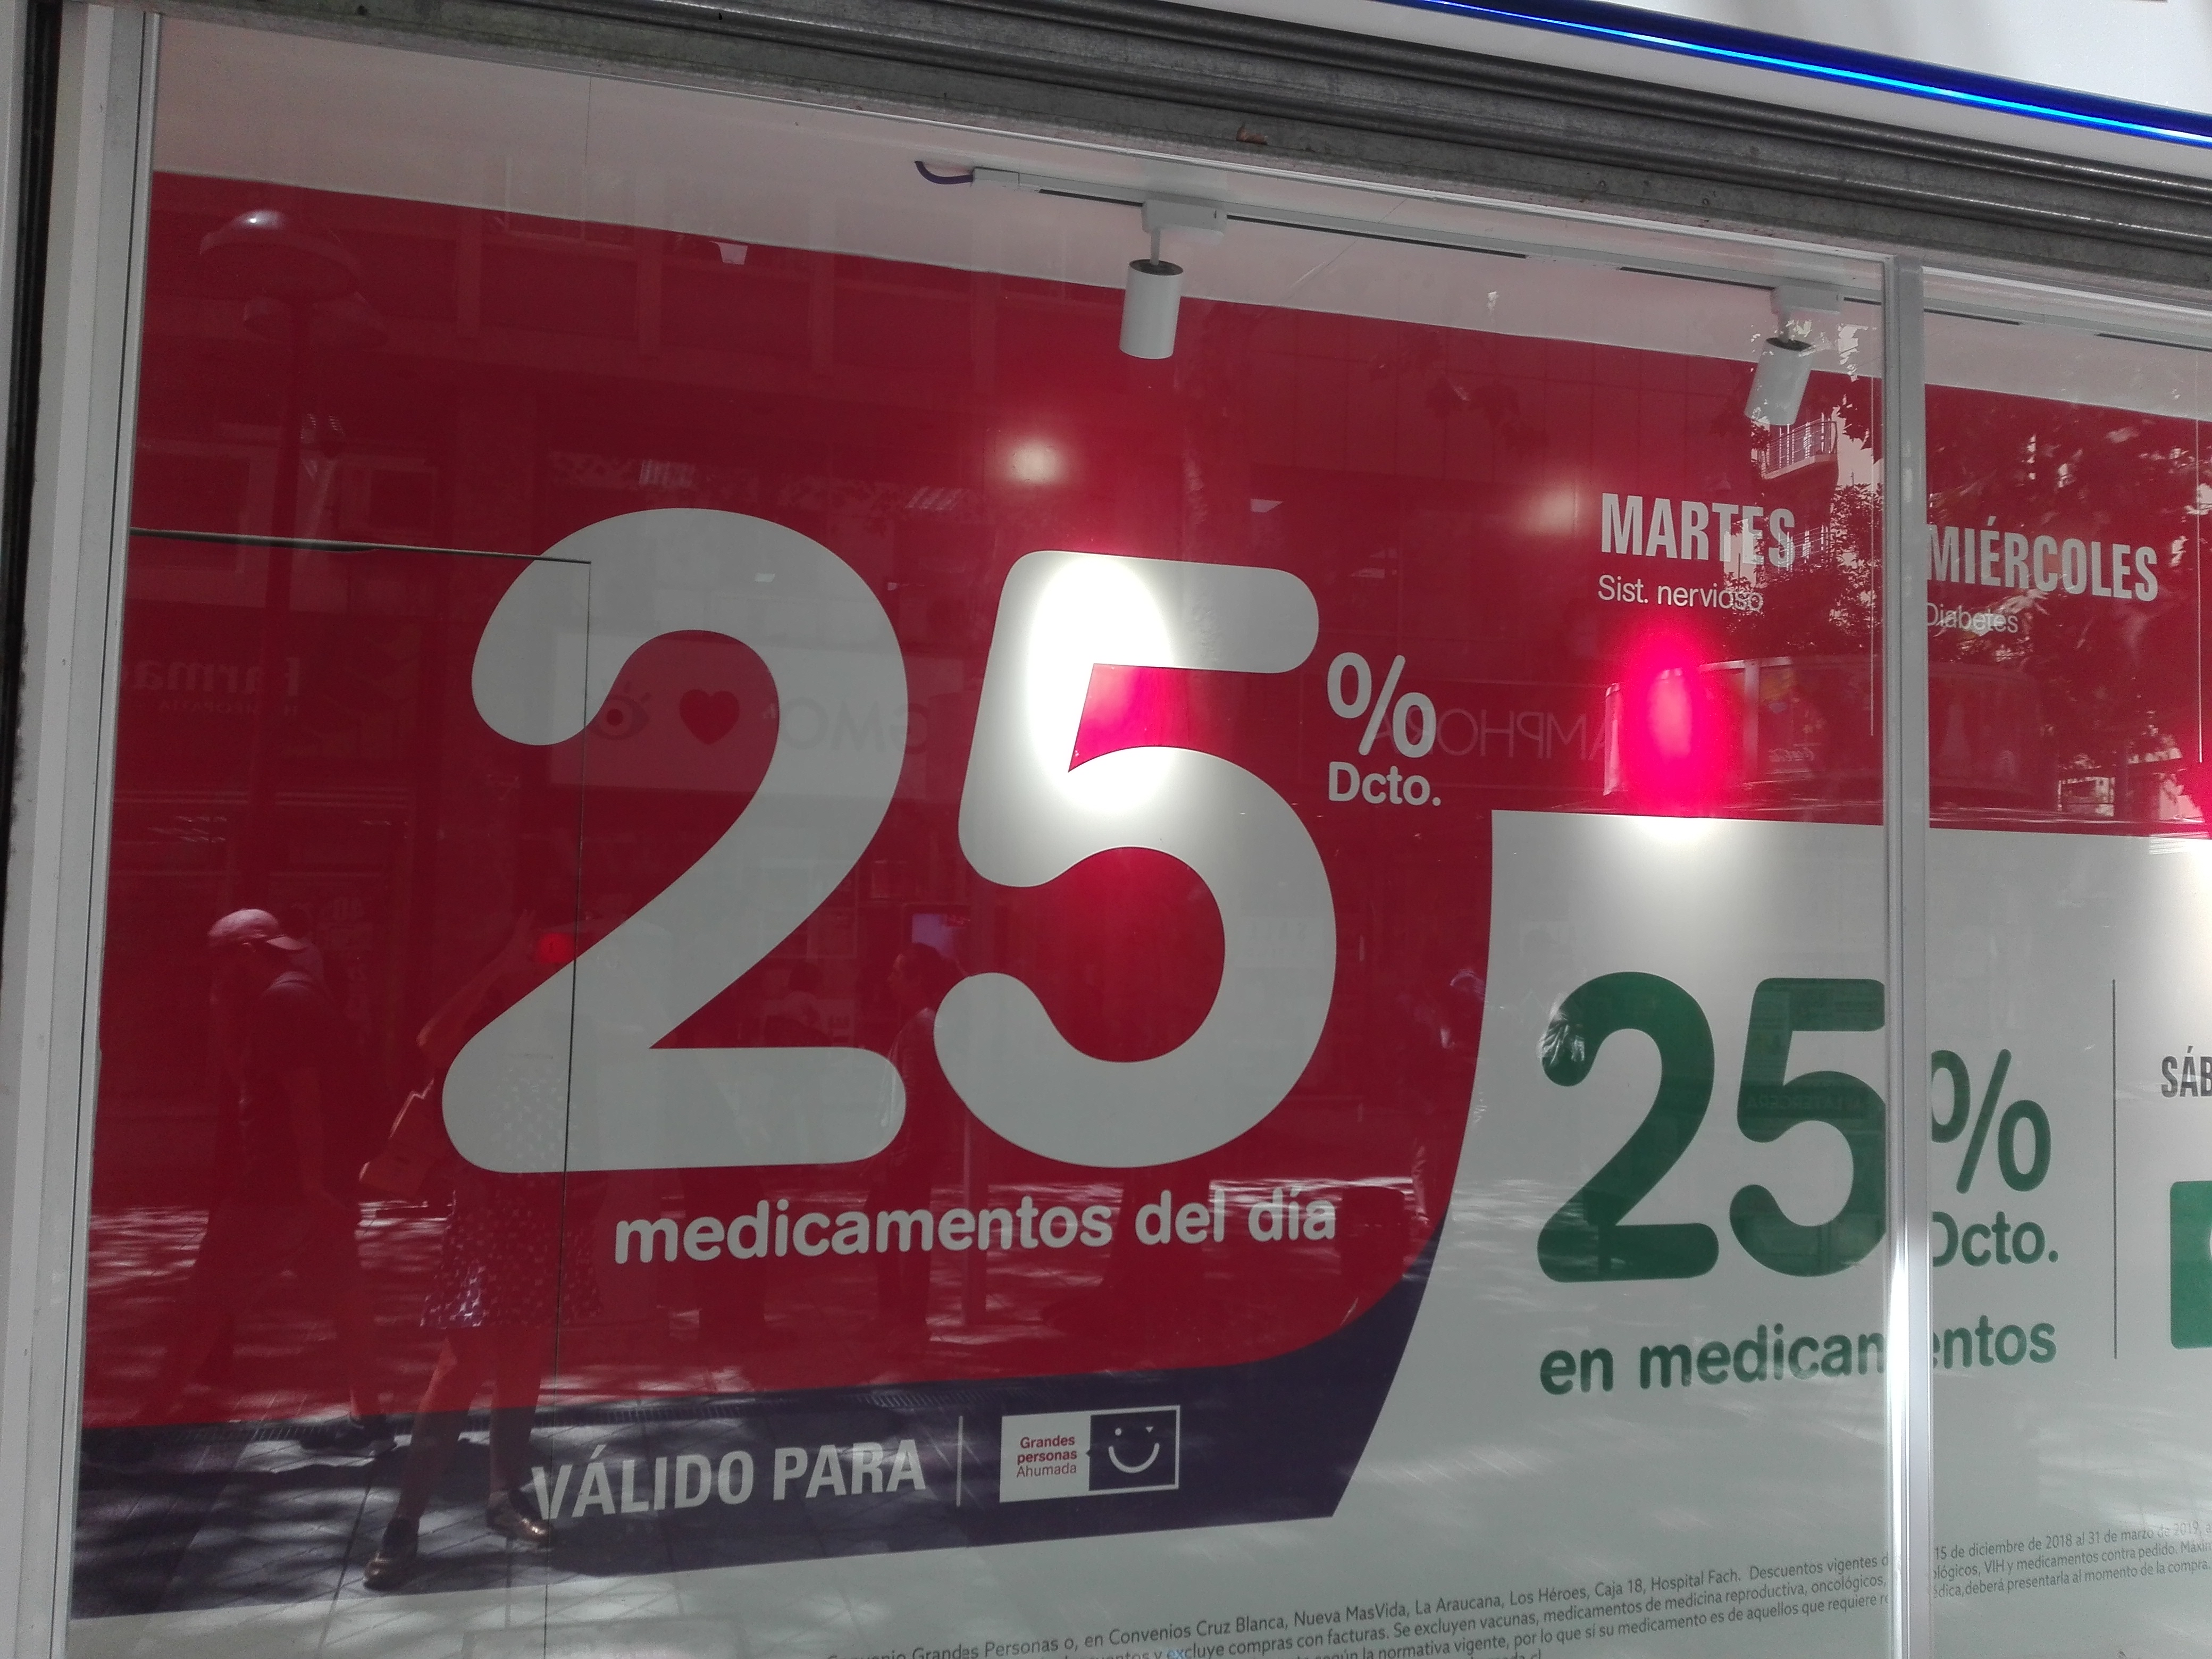 MARTES
Sist. nervioso
MIÉRCOLES
Diabetes
25
%
Dcto.
medicamentos del día
25%
Dcto.
en medican entos
SÁB
VÁLIDO PARA
Grandes
personas
Ahumada
15 de diciembre de 2018 al 31 de marzo de 2019,
Grandes Personas o, en Convenios Cruz Blanca, Nueva MasVida, La Araucana, Los Héroes, Caja 18, Hospital Fach. Descuentos vigentes
y excluye compras con facturas. Se excluyen vacunas, medicamentos de medicina reproductiva, oncológicos, VIH y medicamentos contra pedido.
según la normativa vigente, por lo que si su medicamento es de aquellos que requiere deberá presentarla al momento de la compra.